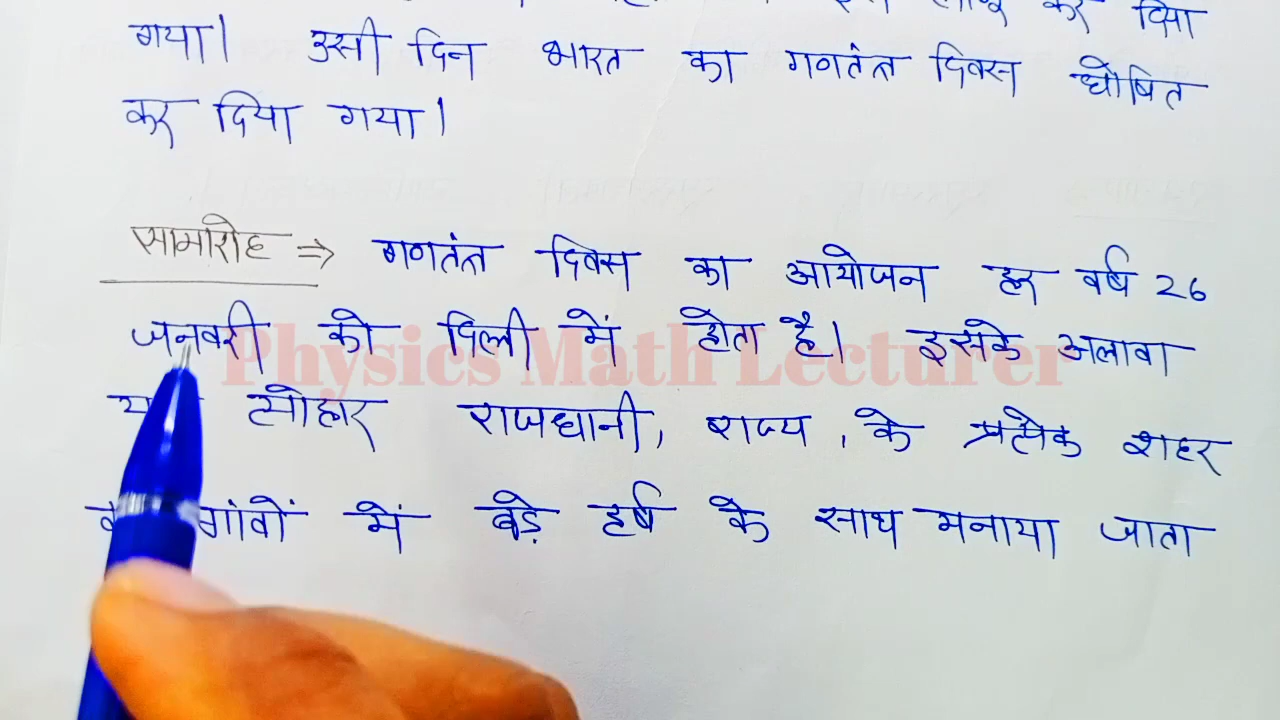 कर दिया
गया। उसी दिन भारत का गणतंत्र दिवस घोषित
कर दिया गया।
सामारोह ⇒ गणतंत्र दिवस का आयोजन हर वर्ष 26
जनवरी को दिल्ली में होता है। इसके अलावा
त्योहार राजधानी, राज्य, के प्रत्येक शहर
गांवों में बड़े हर्ष के साथ मनाया जाता
Physics Math Lecturer